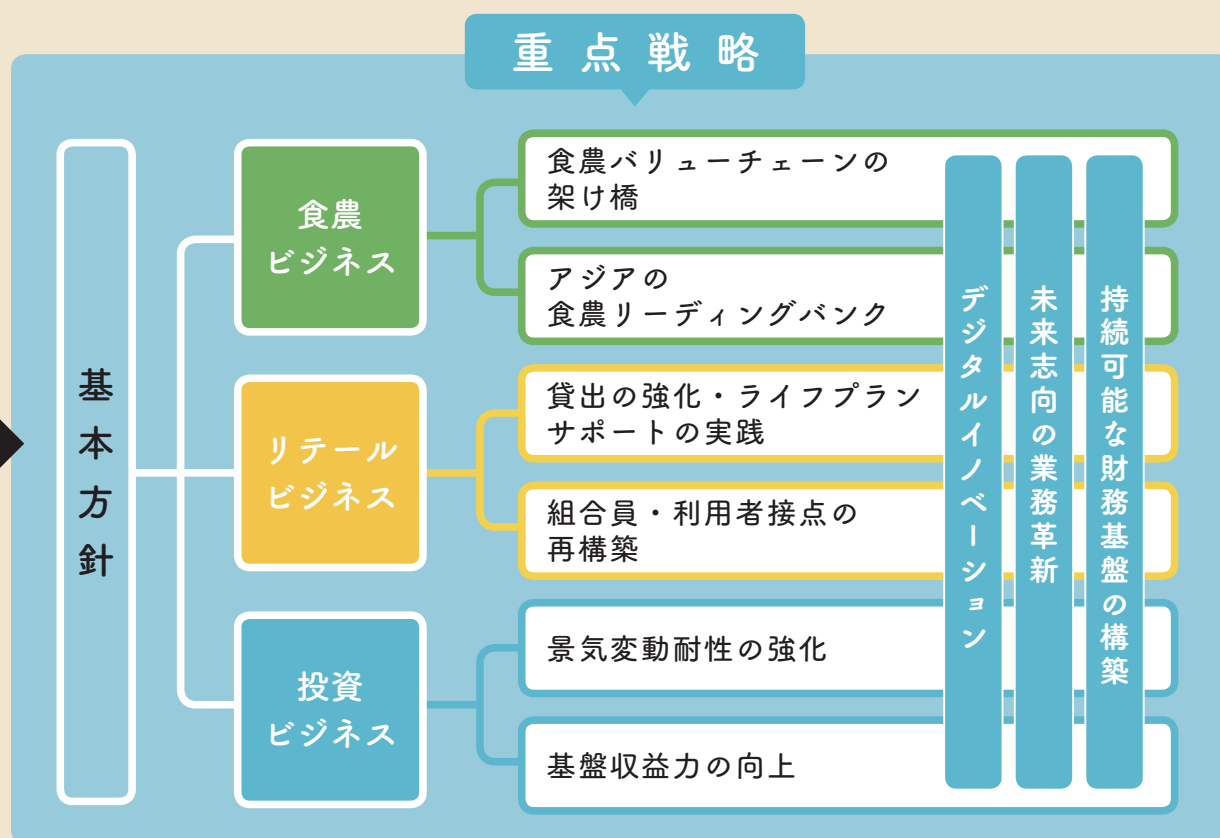 重点戦略
基本方針
食農
ビジネス
食農バリューチェーンの
架け橋
アジアの
食農リーディングバンク
リテール
ビジネス
貸出の強化・ライフプラン
サポートの実践
組合員・利用者接点の
再構築
投資
ビジネス
景気変動耐性の強化
基盤収益力の向上
デジタルイノベーション
未来志向の業務革新
持続可能な財務基盤の構築